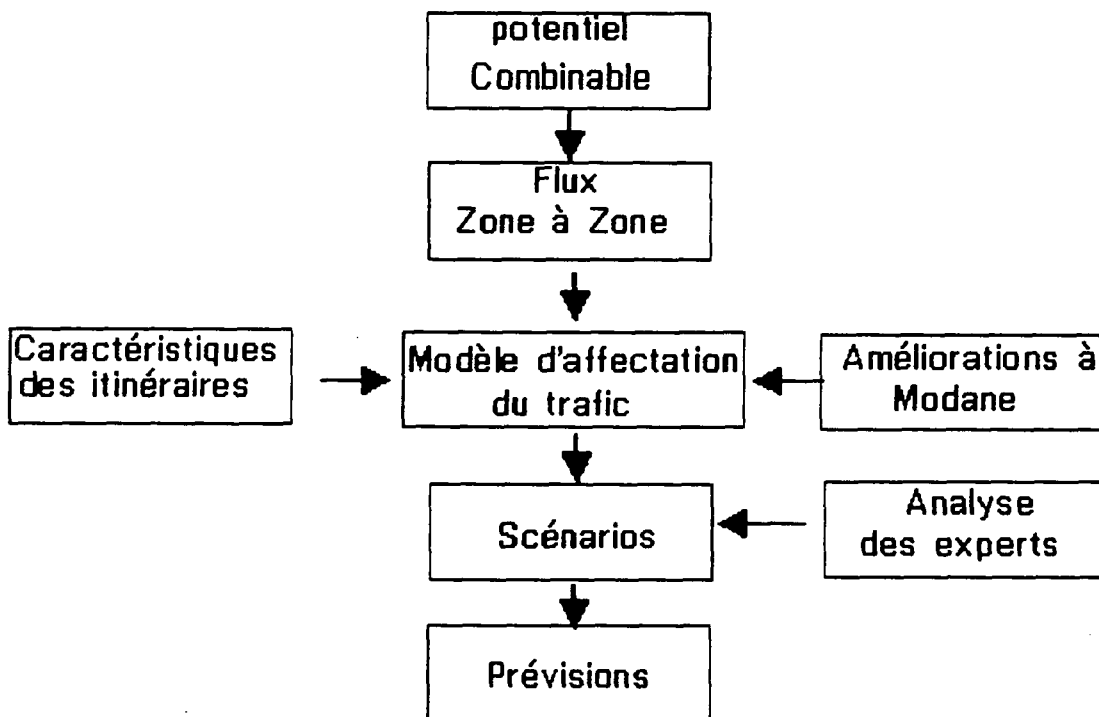 potentiel
Combinable
Flux
Zone à Zone
Caractéristiques
des itinéraires
Modèle d'affectation
du trafic
Améliorations à
Modane
Scénarios
Analyse
des experts
Prévisions